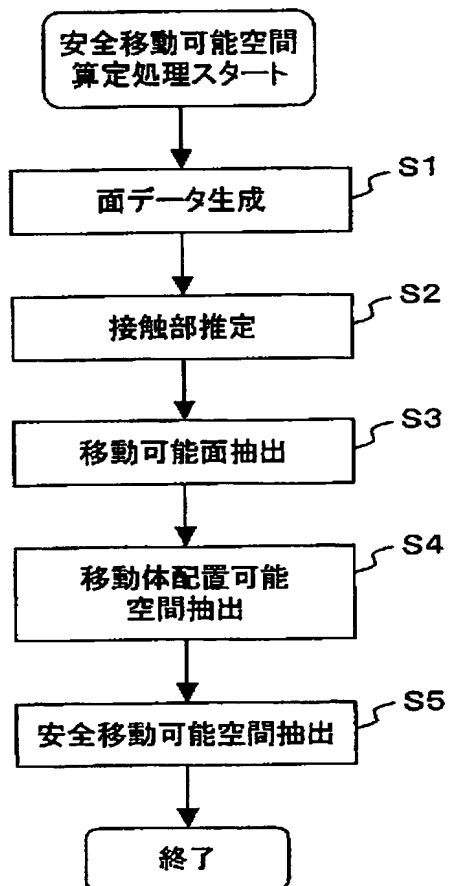 安全移動可能空間
算定処理スタート
S1
面データ生成
S2
接触部推定
S3
移動可能面抽出
S4
移動体配置可能
空間抽出
S5
安全移動可能空間抽出
終了